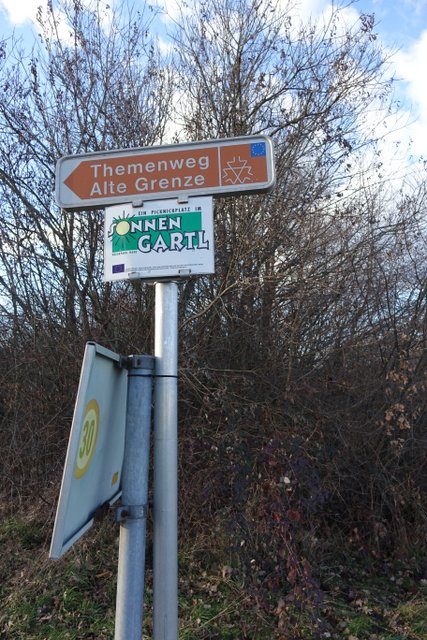 Themenweg
Alte Grenze
EIN PICKNICKPLATZ IM
SONNEN
GARTL
30